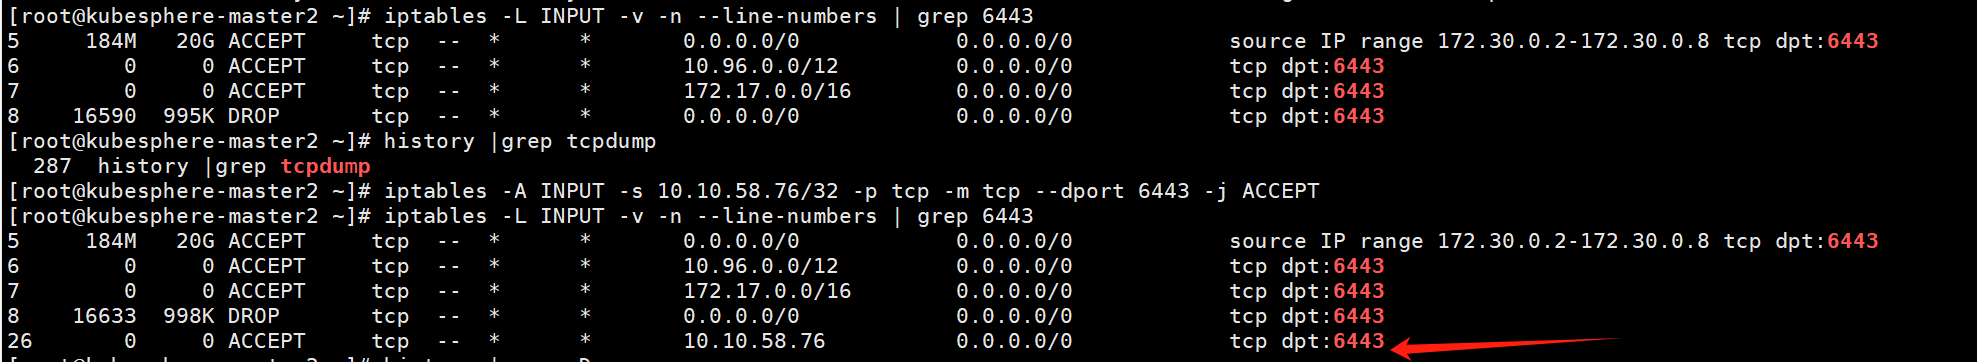 [root@kubesphere-master2 ~]# iptables -L INPUT -v -n --line-numbers | grep 6443
5     184M   20G ACCEPT     tcp  --  *      *       0.0.0.0/0            0.0.0.0/0            source IP range 172.30.0.2-172.30.0.8 tcp dpt:6443
6        0     0 ACCEPT     tcp  --  *      *       10.96.0.0/12         0.0.0.0/0            tcp dpt:6443
7        0     0 ACCEPT     tcp  --  *      *       172.17.0.0/16        0.0.0.0/0            tcp dpt:6443
8    16590  995K DROP       tcp  --  *      *       0.0.0.0/0            0.0.0.0/0            tcp dpt:6443
[root@kubesphere-master2 ~]# history |grep tcpdump
  287  history |grep tcpdump
[root@kubesphere-master2 ~]# iptables -A INPUT -s 10.10.58.76/32 -p tcp -m tcp --dport 6443 -j ACCEPT
[root@kubesphere-master2 ~]# iptables -L INPUT -v -n --line-numbers | grep 6443
5     184M   20G ACCEPT     tcp  --  *      *       0.0.0.0/0            0.0.0.0/0            source IP range 172.30.0.2-172.30.0.8 tcp dpt:6443
6        0     0 ACCEPT     tcp  --  *      *       10.96.0.0/12         0.0.0.0/0            tcp dpt:6443
7        0     0 ACCEPT     tcp  --  *      *       172.17.0.0/16        0.0.0.0/0            tcp dpt:6443
8    16633  998K DROP       tcp  --  *      *       0.0.0.0/0            0.0.0.0/0            tcp dpt:6443
26       0     0 ACCEPT     tcp  --  *      *       10.10.58.76          0.0.0.0/0            tcp dpt:6443